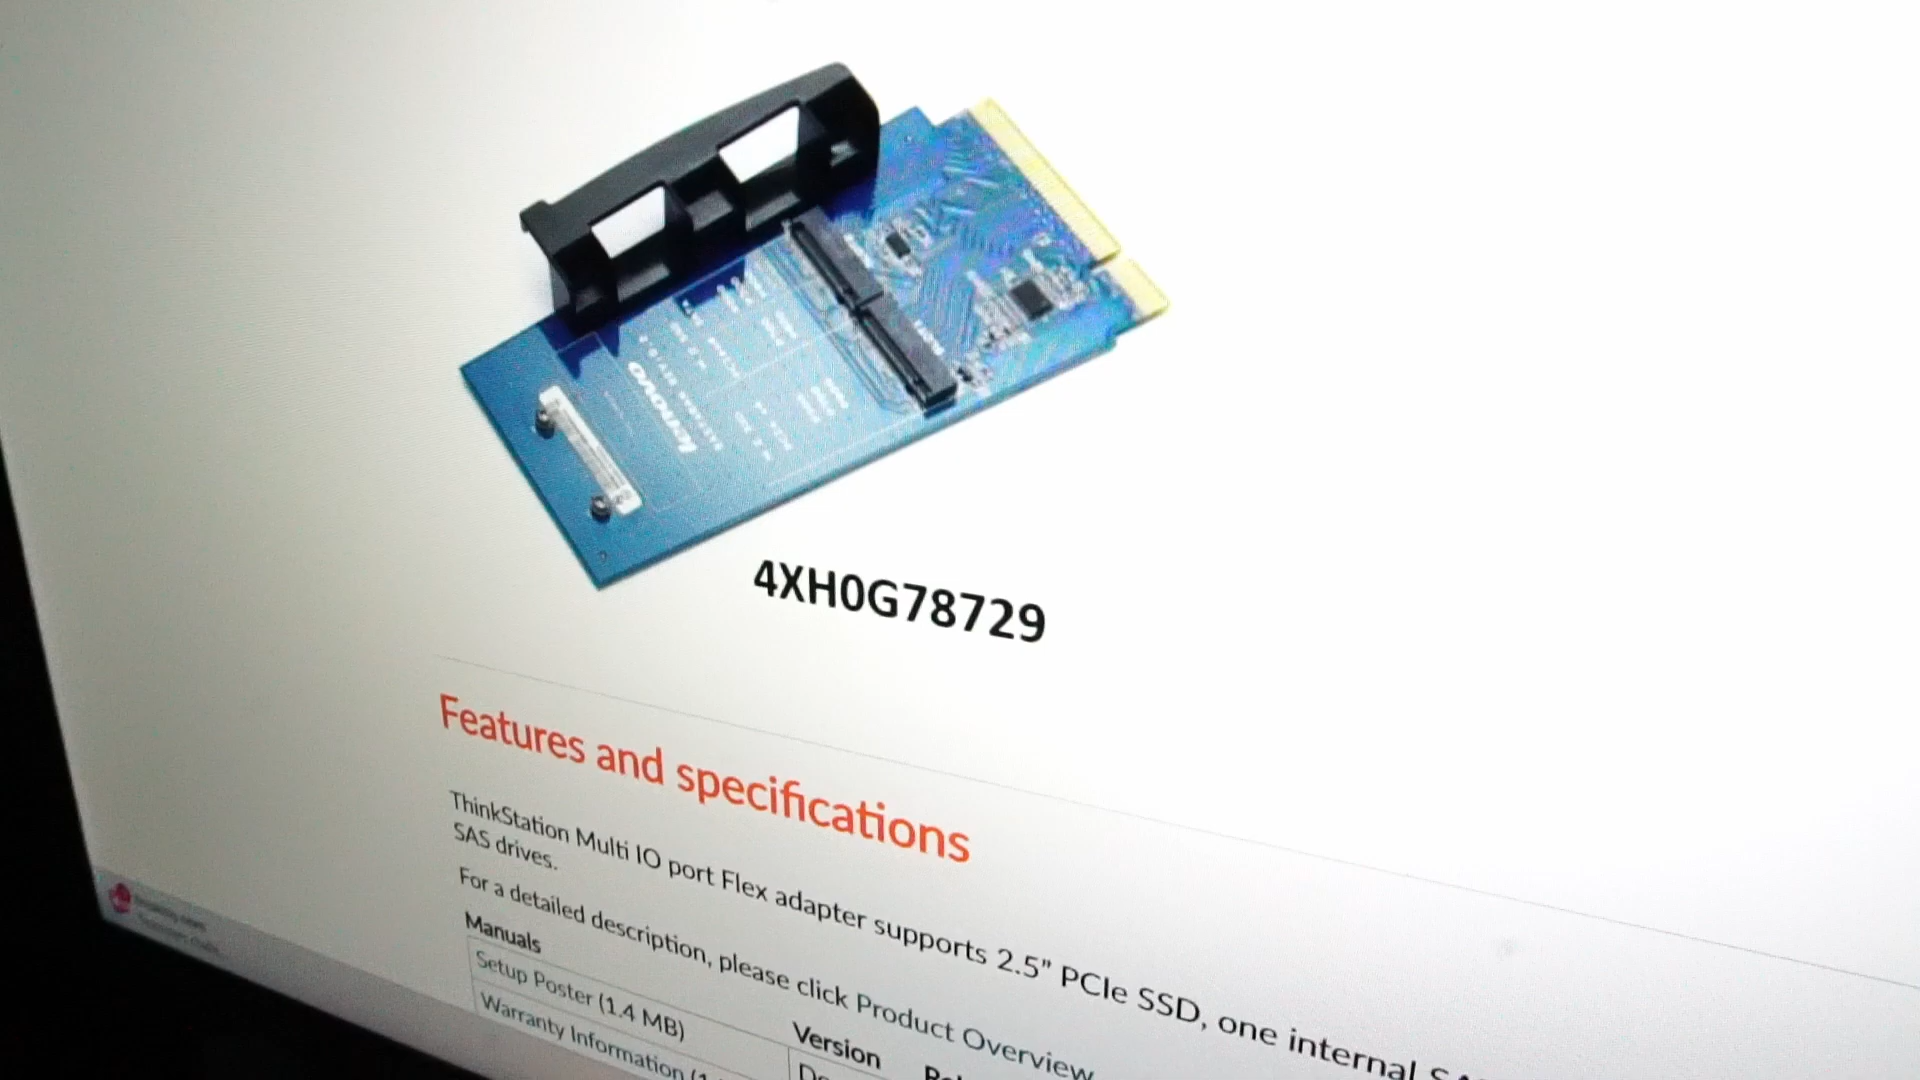 lenovo
4XH0G78729
Features and specifications
ThinkStation Multi IO port Flex adapter supports 2.5" PCIe SSD, one internal
SAS drives.
For a detailed description, please click Product Overview
Manuals
Version
Setup Poster (1.4 MB)
Warranty Information